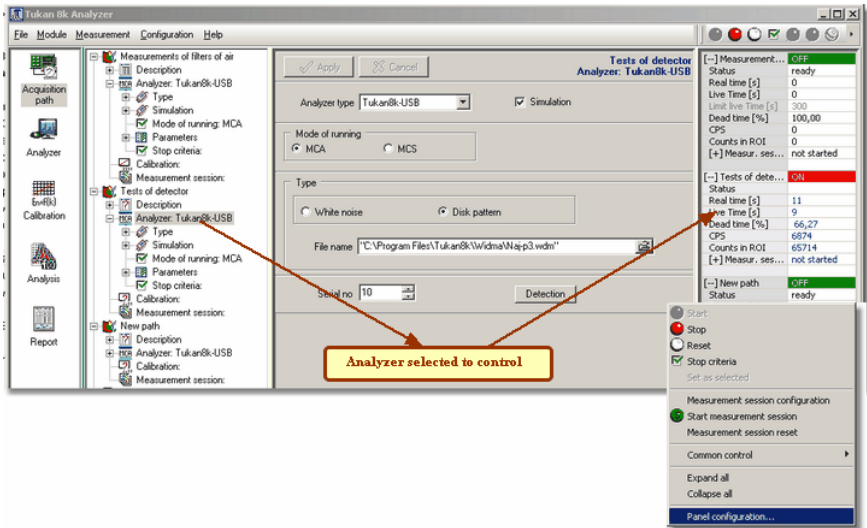 Tukan 8k Analyzer
File Module Measurement Configuration Help
Acquisition
path
Analyzer
E=f(k)
Calibration
Analysis
Report
Measurements of filters of air
Description
Analyzer: Tukan8k-USB
Type
Simulation
Mode of running: MCA
Parameters
Stop criteria:
Calibration:
Measurement session:
Tests of detector
Description
Analyzer: Tukan8k-USB
Type
Simulation
Mode of running: MCA
Parameters
Stop criteria:
Calibration:
Measurement session:
New path
Description
Analyzer: Tukan8k-USB
Calibration:
Measurement session:
Apply Cancel
Tests of detector
Analyzer: Tukan8k-USB
Analyzer type Tukan8k-USB Simulation
Mode of running
MCA MCS
Type
White noise Disk pattern
File name "C:\Program Files\Tukan8k\Widma\Naj-p3.wdm"
Serial no 10 Detection
Analyzer selected to control
[--] Measurement... OFF
Status ready
Real time [s] 0
Live Time [s] 0
Limit live Time [s] 300
Dead time [%] 100,00
CPS 0
Counts in ROI 0
[+] Measur. ses... not started
[--] Tests of dete... ON
Status
Real time [s] 11
Live Time [s] 9
Dead time [%] 66,27
CPS 6874
Counts in ROI 65714
[+] Measur. ses... not started
[--] New path OFF
Status ready
Start
Stop
Reset
Stop criteria
Set as selected
Measurement session configuration
Start measurement session
Measurement session reset
Common control
Expand all
Collapse all
Panel configuration...